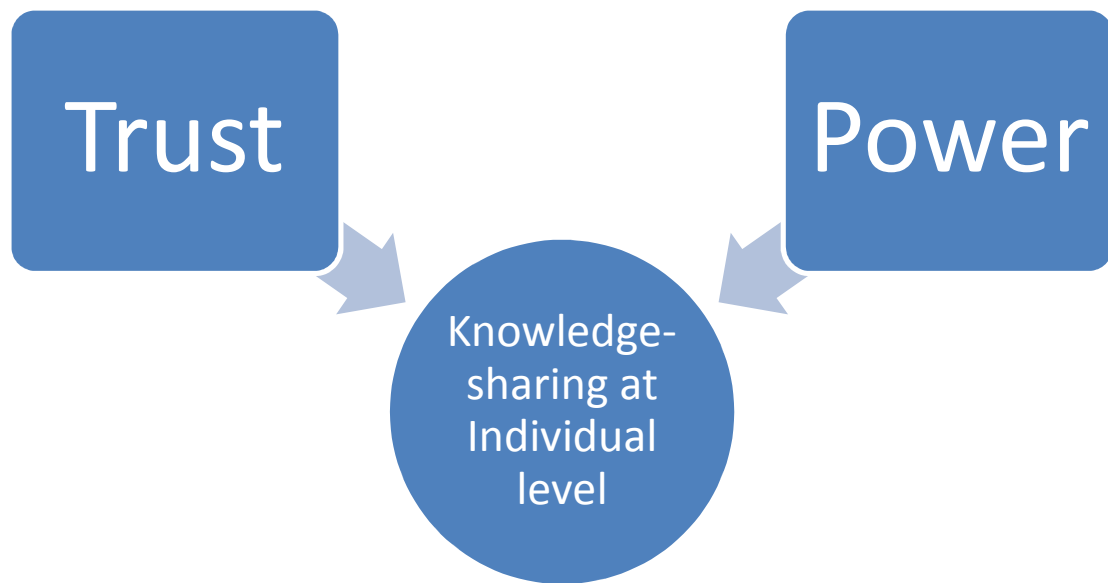 Trust
Power
Knowledge-
sharing at
Individual
level